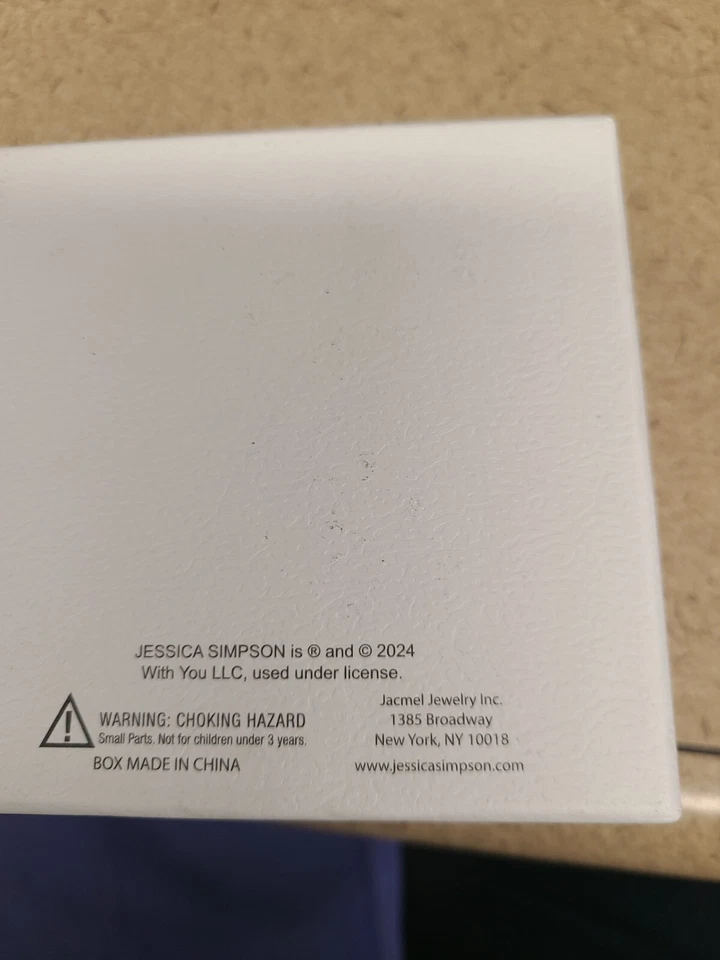 JESSICA SIMPSON is ® and © 2024
With You LLC, used under license.
WARNING: CHOKING HAZARD
Small Parts. Not for children under 3 years.
BOX MADE IN CHINA
Jacmel Jewelry Inc.
1385 Broadway
New York, NY 10018
www.jessicasimpson.com